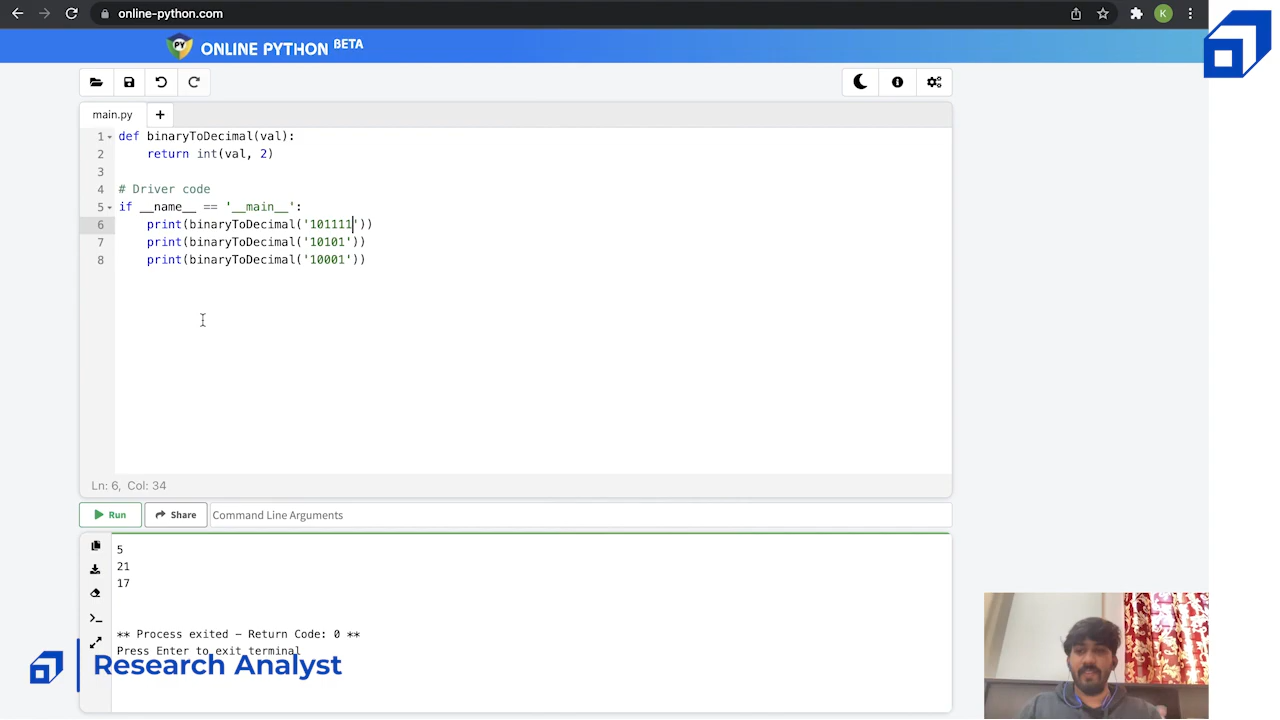 online-python.com
K
PY
ONLINE PYTHON BETA
main.py
+
1 def binaryToDecimal(val):
2     return int(val, 2)
3
4 # Driver code
5 if __name__ == '__main__':
6     print(binaryToDecimal('101111'))
7     print(binaryToDecimal('10101'))
8     print(binaryToDecimal('10001'))
Ln: 6, Col: 34
Run
Share
Command Line Arguments
5
21
17
** Process exited - Return Code: 0 **
Press Enter to exit terminal
Research Analyst